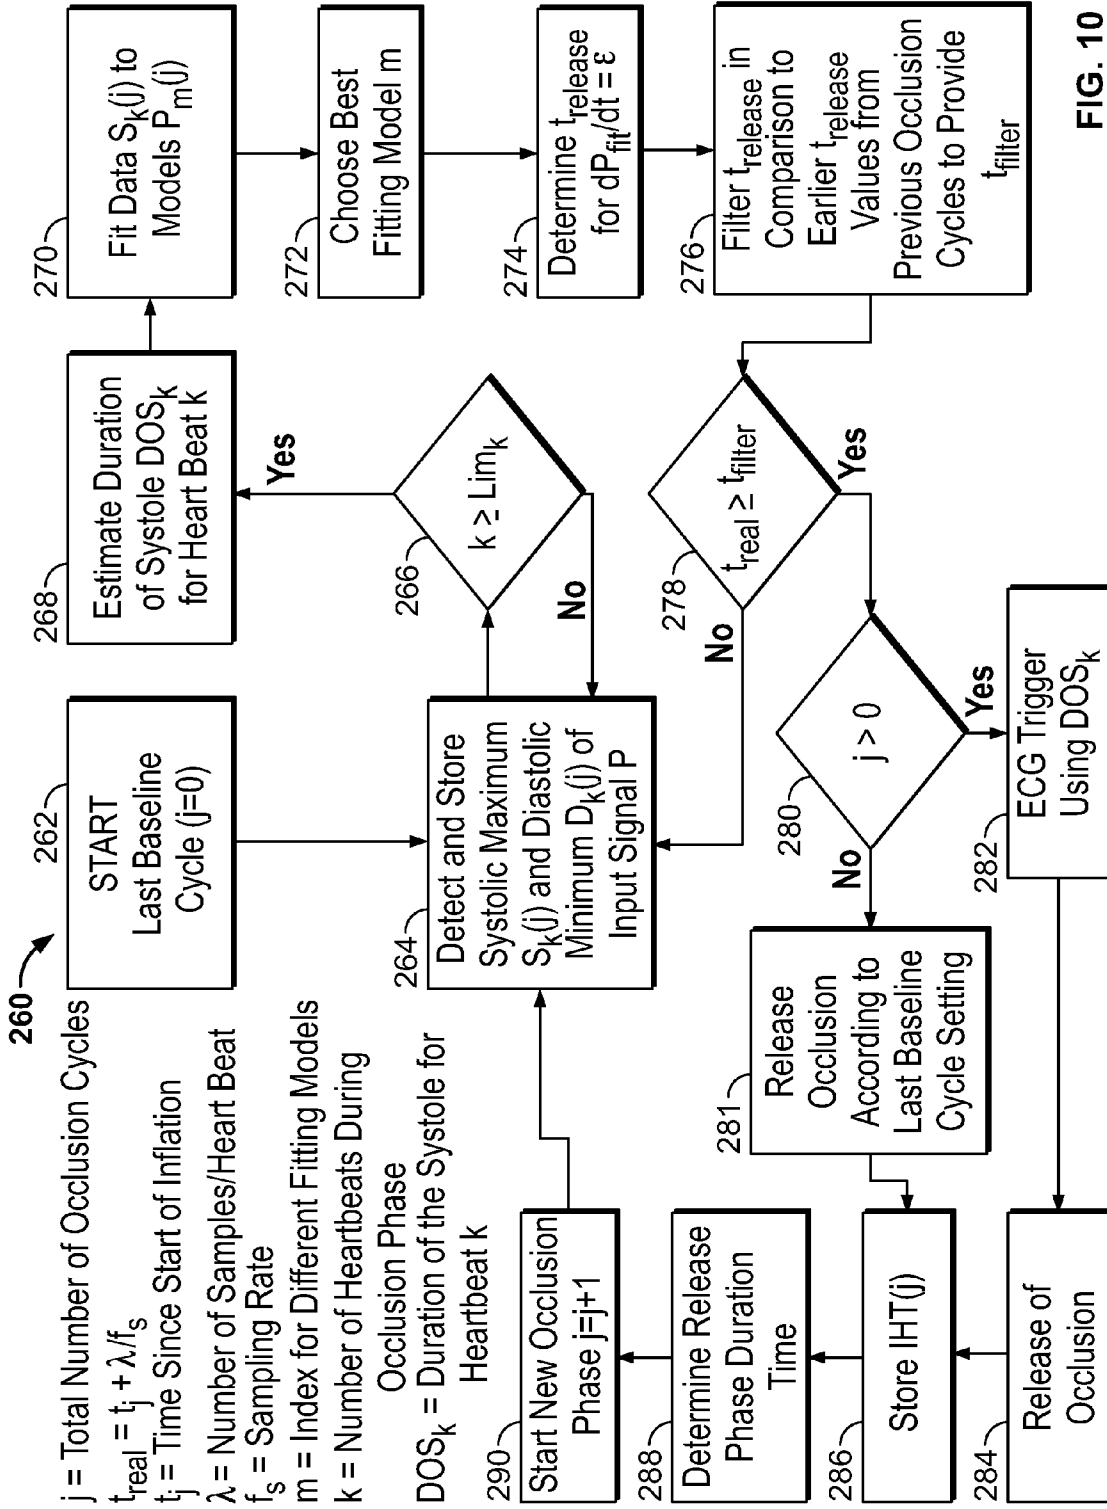 260
j = Total Number of Occlusion Cycles
treal = tj + λ/fs
tj = Time Since Start of Inflation
λ = Number of Samples/Heart Beat
fs = Sampling Rate
m = Index for Different Fitting Models
k = Number of Heartbeats During
Occlusion Phase
DOSk = Duration of the Systole for
Heartbeat k
262
START
Last Baseline
Cycle (j=0)
264
Detect and Store
Systolic Maximum
Sk(j) and Diastolic
Minimum Dk(j) of
Input Signal P
266
k ≥ Limk
Yes
No
268
Estimate Duration
of Systole DOSk
for Heart Beat k
270
Fit Data Sk(j) to
Models Pm(j)
272
Choose Best
Fitting Model m
274
Determine trelease
for dPfit/dt = ε
276
Filter trelease in
Comparison to
Earlier trelease
Values from
Previous Occlusion
Cycles to Provide
tfilter
278
treal ≥ tfilter
No
Yes
280
j > 0
No
Yes
281
Release
Occlusion
According to
Last Baseline
Cycle Setting
282
ECG Trigger
Using DOSk
284
Release of
Occlusion
286
Store IHT(j)
288
Determine Release
Phase Duration
Time
290
Start New Occlusion
Phase j=j+1
FIG. 10